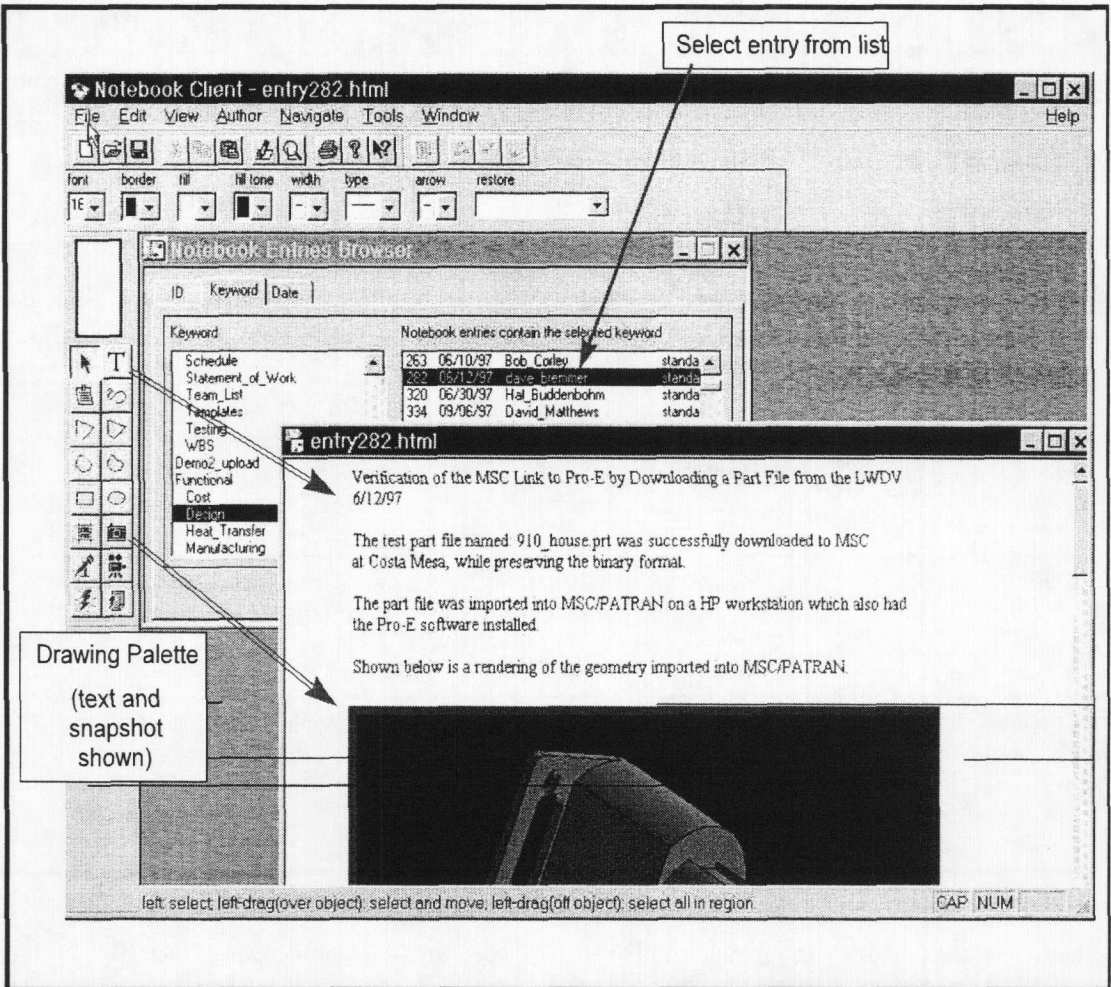 Select entry from list
Notebook Client - entry282.html
File Edit View Author Navigate Tools Window Help
font border fill fill tone width type arrow restore
Notebook Entries Browser
ID Keyword Date
Keyword
Notebook entries contain the selected keyword
Schedule
Statement_of_Work
Team_List
Templates
Testing
WBS
Demo2_upload
Functional
Cost
Design
Heat_Transfer
Manufacturing
263 06/10/97 Bob_Corley standa
282 06/12/97 dave_bremmer standa
320 06/30/97 Hal_Buddenbohm standa
334 09/06/97 David_Matthews standa
T
entry282.html
Verification of the MSC Link to Pro-E by Downloading a Part File from the LWDV
6/12/97
The test part file named: 910_house.prt was successfully downloaded to MSC
at Costa Mesa, while preserving the binary format.
The part file was imported into MSC/PATRAN on a HP workstation which also had
the Pro-E software installed.
Shown below is a rendering of the geometry imported into MSC/PATRAN.
Drawing Palette
(text and
snapshot
shown)
left: select; left-drag(over object): select and move; left-drag(off object): select all in region
CAP NUM